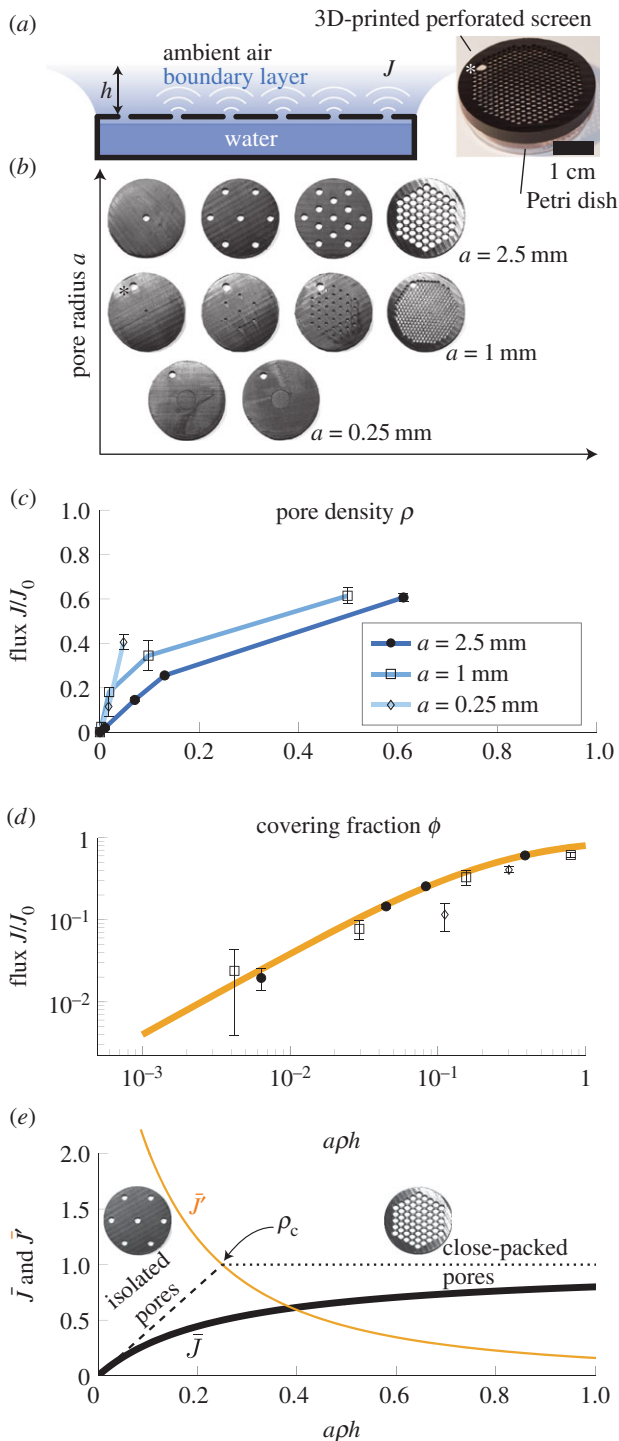 (a)
3D-printed perforated screen
ambient air
boundary layer
J
h
*
water
1 cm
Petri dish
(b)
pore radius a
a = 2.5 mm
*
a = 1 mm
a = 0.25 mm
(c)
pore density ρ
flux J/J₀
1.0
0.8
0.6
0.4
0.2
0
a = 2.5 mm
a = 1 mm
a = 0.25 mm
0.2
0.4
0.6
0.8
1.0
(d)
covering fraction ϕ
flux J/J₀
1
10⁻¹
10⁻²
10⁻³
10⁻²
10⁻¹
1
(e)
aρh
J̄ and J̄′
2.0
1.5
1.0
0.5
0
J̄′
ρc
isolated
pores
close-packed
pores
J̄
0
0.2
0.4
0.6
0.8
1.0
aρh